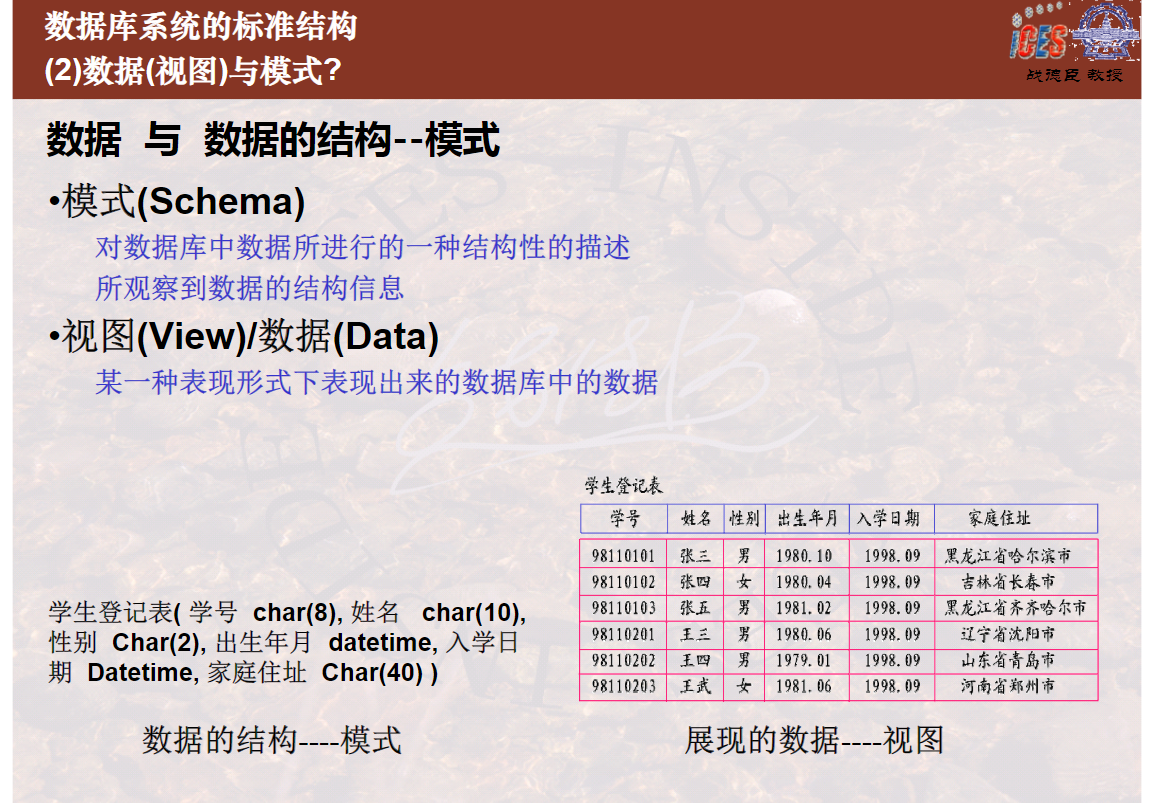 数据库系统的标准结构
(2)数据(视图)与模式?
iCES
战德臣 教授
数据 与 数据的结构--模式
•模式(Schema)
对数据库中数据所进行的一种结构性的描述
所观察到数据的结构信息
•视图(View)/数据(Data)
某一种表现形式下表现出来的数据库中的数据
学生登记表
学号 姓名 性别 出生年月 入学日期 家庭住址
98110101 张三 男 1980.10 1998.09 黑龙江省哈尔滨市
98110102 张四 女 1980.04 1998.09 吉林省长春市
98110103 张五 男 1981.02 1998.09 黑龙江省齐齐哈尔市
98110201 王三 男 1980.06 1998.09 辽宁省沈阳市
98110202 王四 男 1979.01 1998.09 山东省青岛市
98110203 王武 女 1981.06 1998.09 河南省郑州市
学生登记表( 学号 char(8), 姓名 char(10),
性别 Char(2), 出生年月 datetime, 入学日
期 Datetime, 家庭住址 Char(40) )
数据的结构----模式
展现的数据----视图